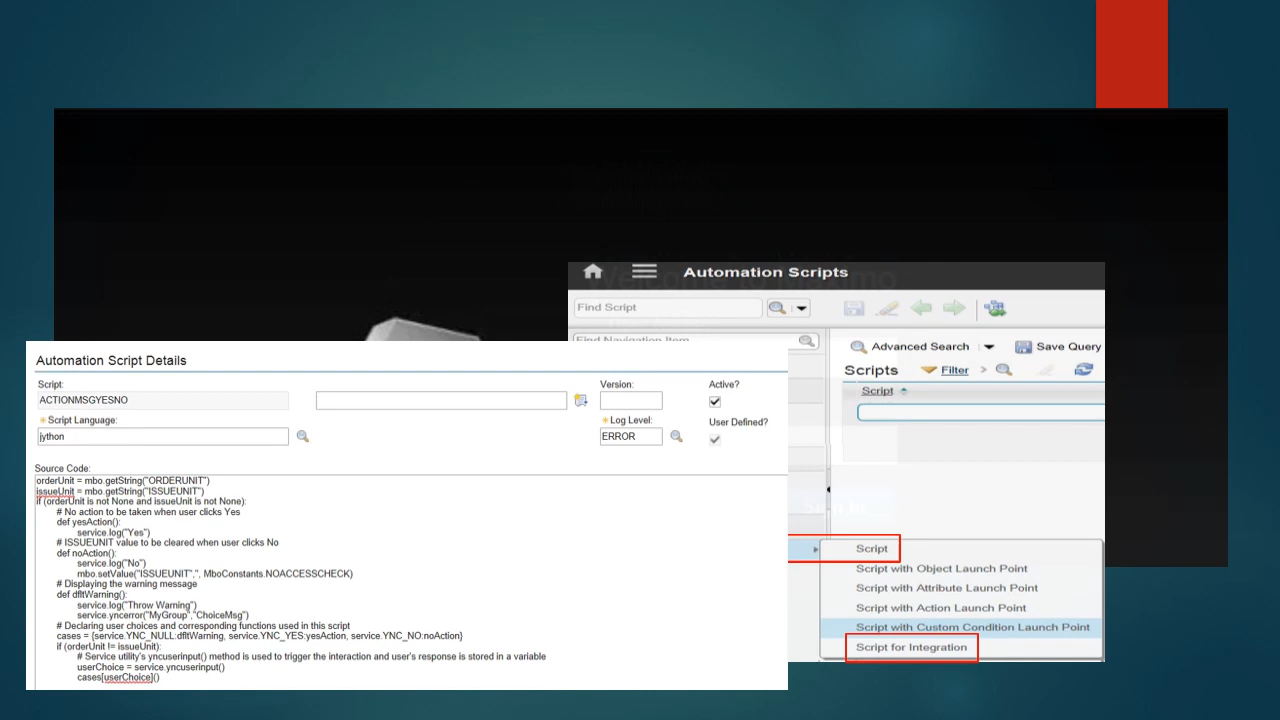 Automation Scripts
Find Script
Find Navigation Item
Advanced Search
Save Query
Scripts
Filter
>
Script
Script
Script with Object Launch Point
Script with Attribute Launch Point
Script with Action Launch Point
Script with Custom Condition Launch Point
Script for Integration
Automation Script Details
Script:
Version:
Active?
ACTIONMSGYESNO
Script Language:
Log Level:
User Defined?
jython
ERROR
Source Code:
orderUnit = mbo.getString("ORDERUNIT")
issueUnit = mbo.getString("ISSUEUNIT")
if (orderUnit is not None and issueUnit is not None):
# No action to be taken when user clicks Yes
def yesAction():
service.log("Yes")
# ISSUEUNIT value to be cleared when user clicks No
def noAction():
service.log("No")
mbo.setValue("ISSUEUNIT",'', MboConstants.NOACCESSCHECK)
# Displaying the warning message
def dfltWarning():
service.log("Throw Warning")
service.yncerror("MyGroup","ChoiceMsg")
# Declaring user choices and corresponding functions used in this script
cases = {service.YNC_NULL:dfltWarning, service.YNC_YES:yesAction, service.YNC_NO:noAction}
if (orderUnit != issueUnit):
# Service utility's yncuserinput() method is used to trigger the interaction and user's response is stored in a variable
userChoice = service.yncuserinput()
cases[userChoice]()